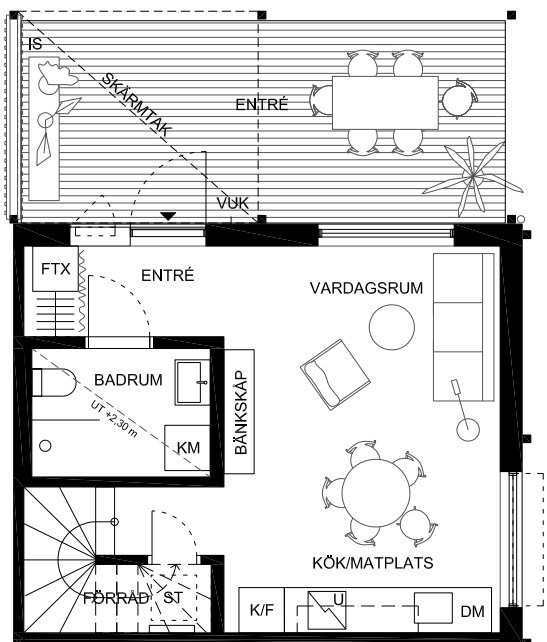 IS
SKÄRMTAK
ENTRÉ
VUK
FTX
ENTRÉ
VARDAGSRUM
BADRUM
UT +2,30 m
KM
BÄNKSKÅP
KÖK/MATPLATS
FÖRRÅD
ST
K/F
U
DM